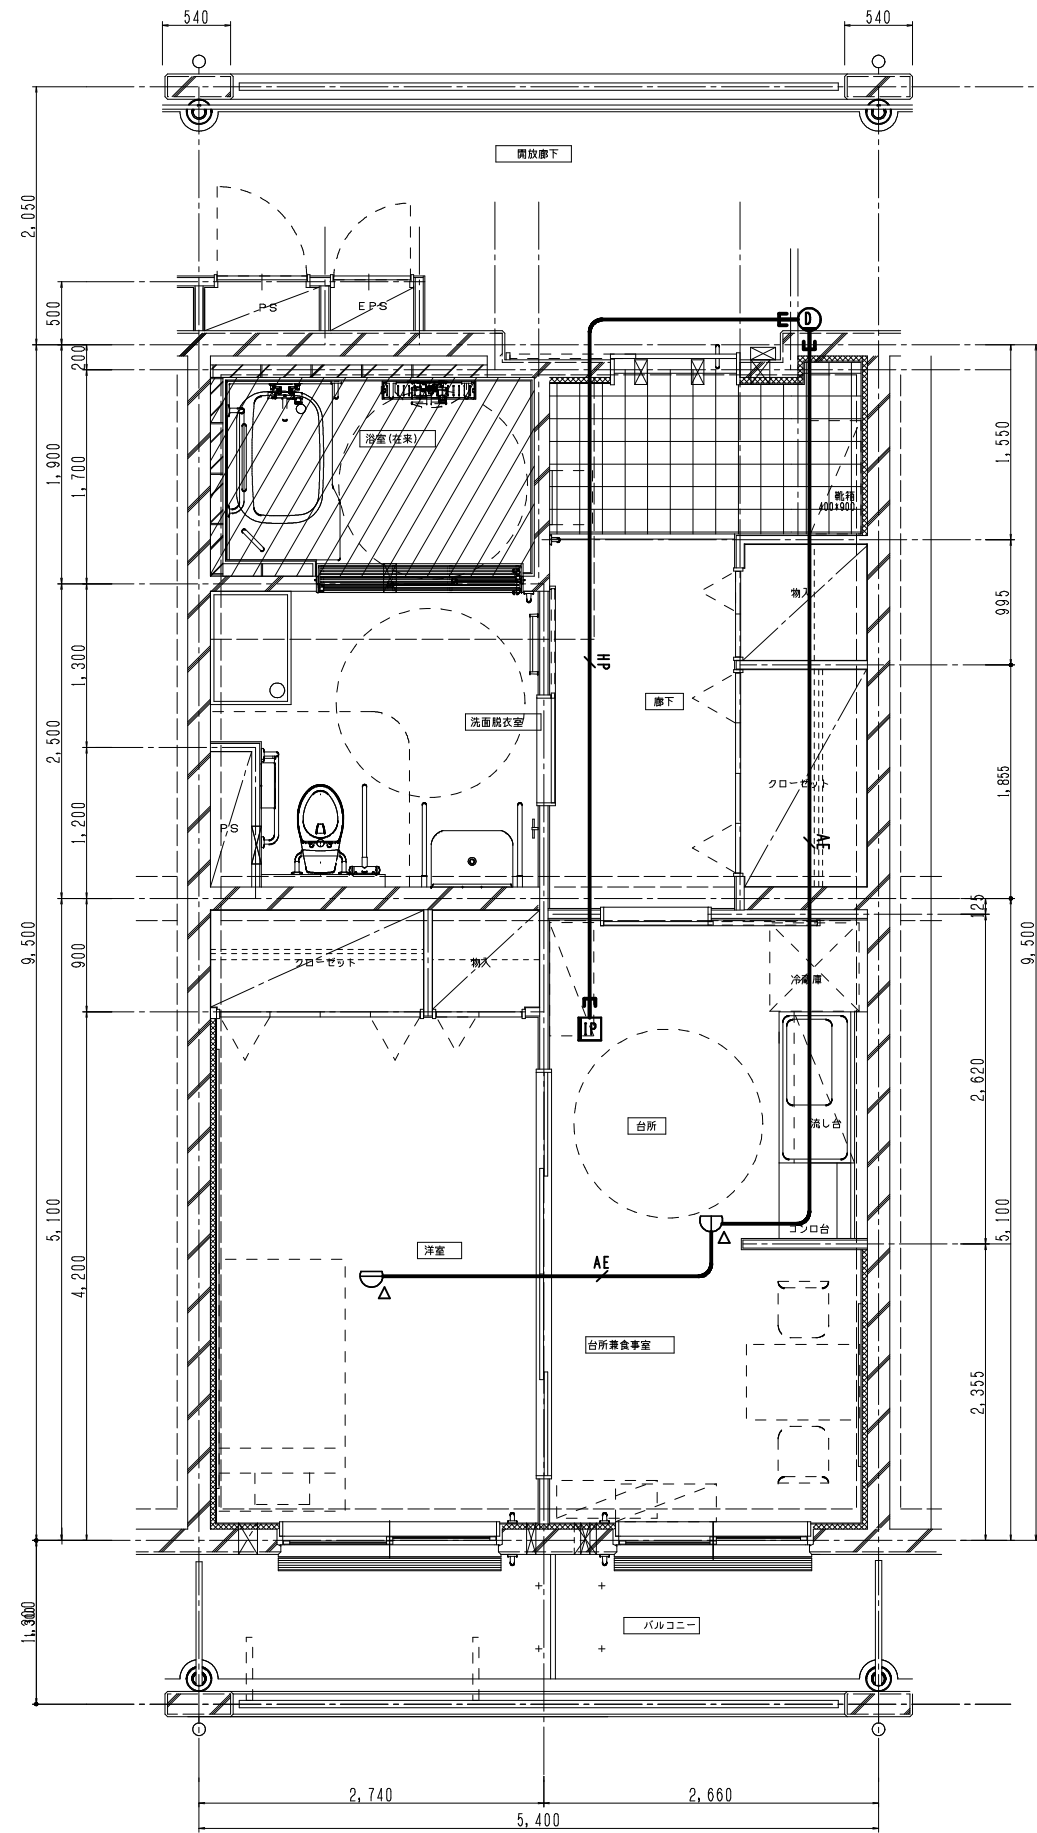 540
540
開放廊下
2,050
500
PS
EPS
D
E
200
浴室(在来)
1,900
1,700
1,550
靴箱
400×900
物入
995
1,300
HP
廊下
洗面脱衣室
2,500
クローゼット
1,855
1,200
PS
AE
125
9,500
900
クローゼット
物入
冷蔵庫
9,500
IP
2,620
台所
流し台
5,100
4,200
洋室
コンロ台
5,100
AE
台所兼食事室
2,355
バルコニー
2,740
2,660
5,400